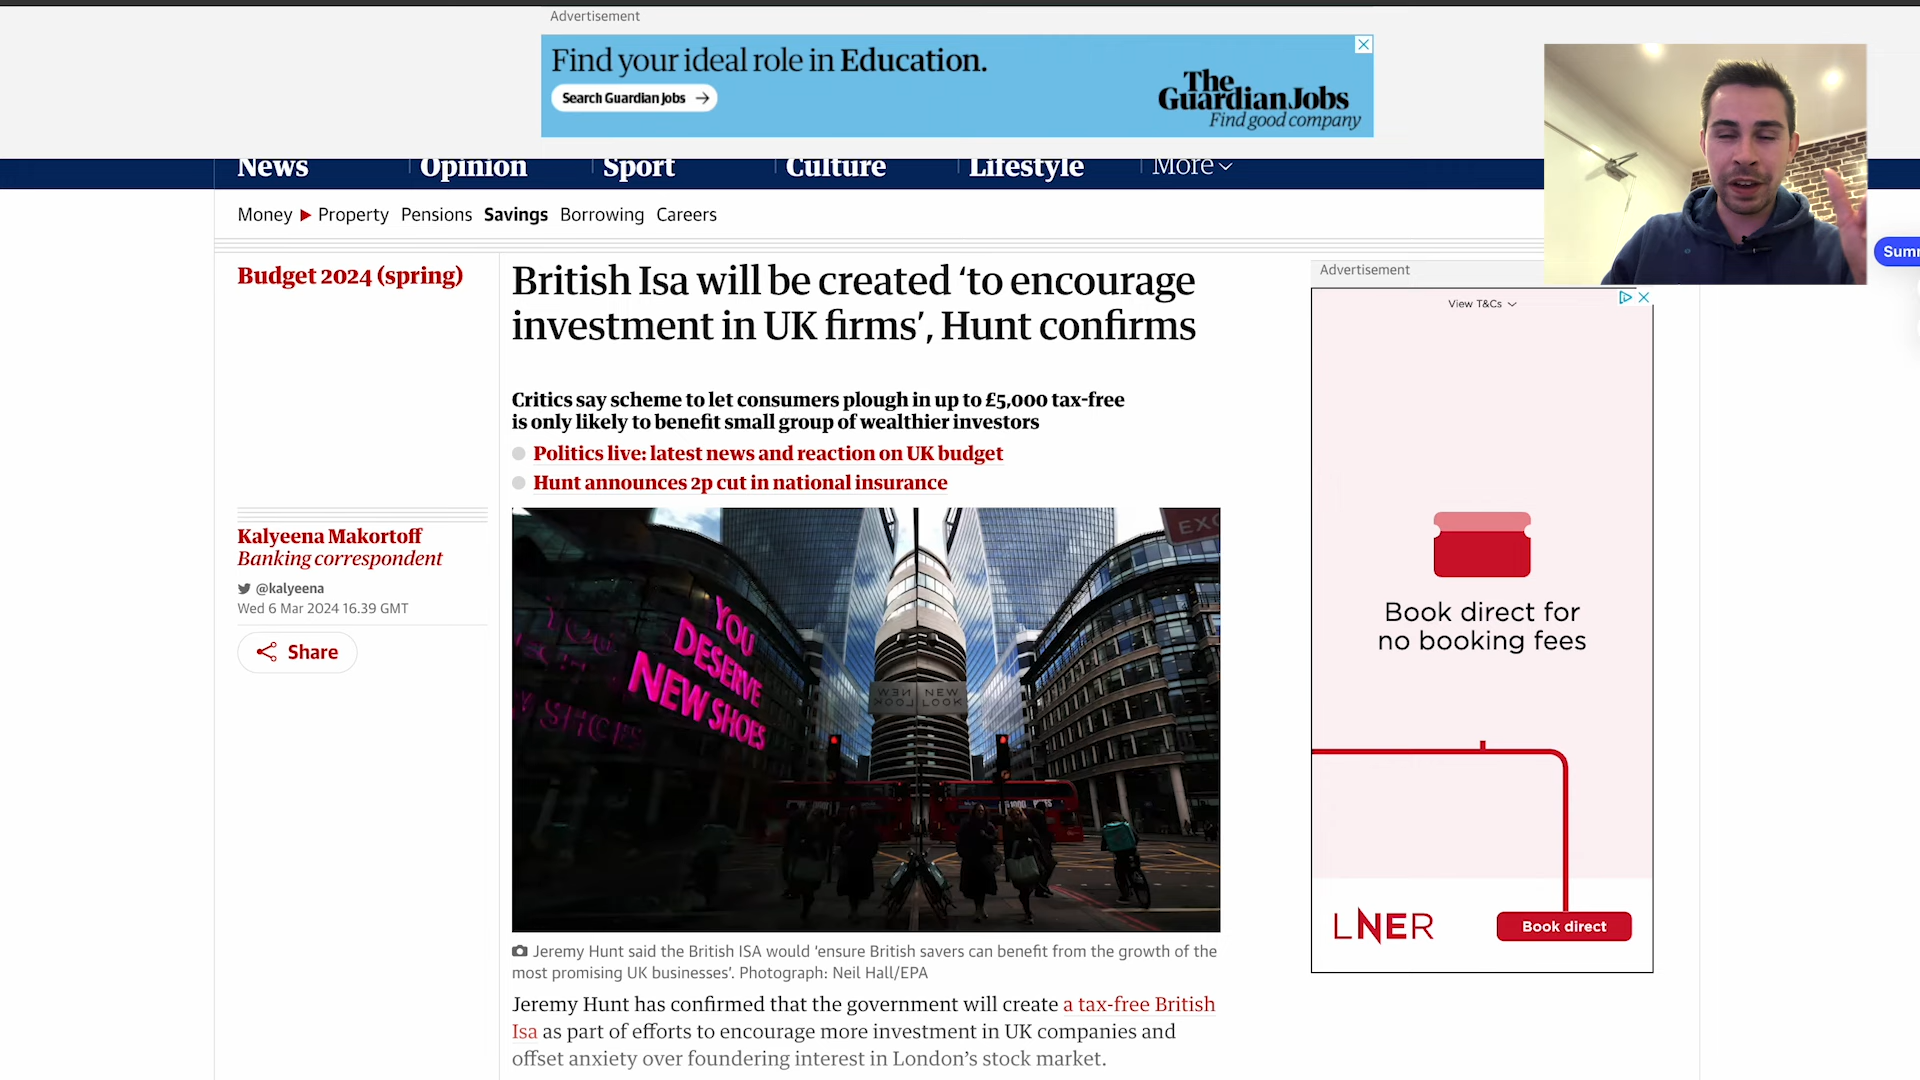 Advertisement
Find your ideal role in Education.
Search Guardian Jobs
The
Guardian Jobs
Find good company
News
Opinion
Sport
Culture
Lifestyle
More
Money
Property
Pensions
Savings
Borrowing
Careers
Summ
Budget 2024 (spring)
British Isa will be created ‘to encourage
investment in UK firms’, Hunt confirms
Critics say scheme to let consumers plough in up to £5,000 tax-free
is only likely to benefit small group of wealthier investors
Politics live: latest news and reaction on UK budget
Hunt announces 2p cut in national insurance
Kalyeena Makortoff
Banking correspondent
@kalyeena
Wed 6 Mar 2024 16.39 GMT
Share
YOU
DESERVE
NEW SHOES
NEW
LOOK
EXC
Jeremy Hunt said the British ISA would ‘ensure British savers can benefit from the growth of the
most promising UK businesses’. Photograph: Neil Hall/EPA
Jeremy Hunt has confirmed that the government will create a tax-free British
Isa as part of efforts to encourage more investment in UK companies and
offset anxiety over foundering interest in London’s stock market.
Advertisement
View T&Cs
Book direct for
no booking fees
LNER
Book direct